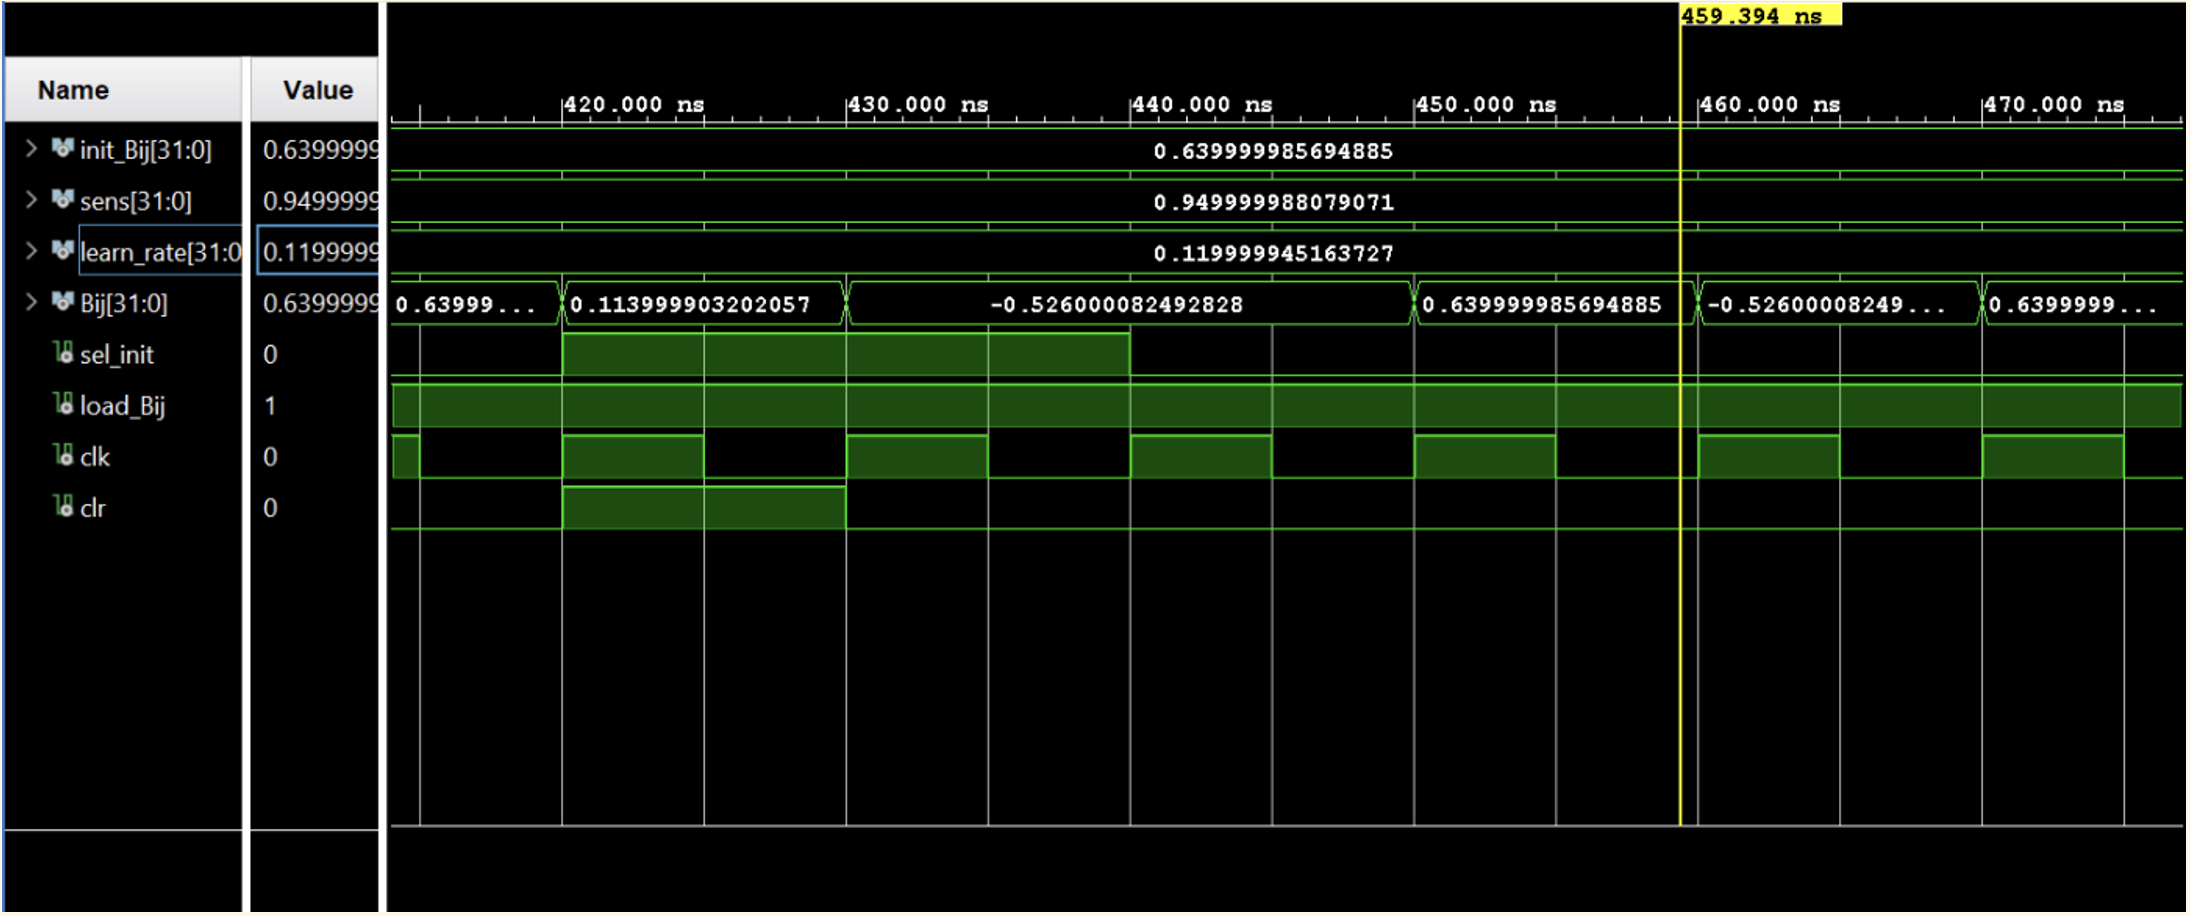 459.394 ns
Name Value
420.000 ns 430.000 ns 440.000 ns 450.000 ns 460.000 ns 470.000 ns
init_Bij[31:0] 0.6399999 0.639999985694885
sens[31:0] 0.9499999 0.949999988079071
learn_rate[31:0 0.1199999 0.119999945163727
Bij[31:0] 0.6399999 0.63999... 0.113999903202057 -0.526000082492828 0.639999985694885 -0.52600008249... 0.6399999...
sel_init 0
load_Bij 1
clk 0
clr 0